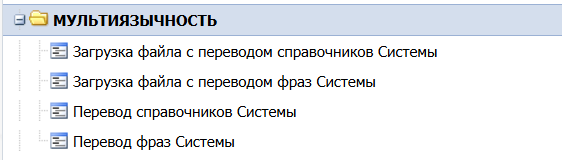 МУЛЬТИЯЗЫЧНОСТЬ
Загрузка файла с переводом справочников Системы
Загрузка файла с переводом фраз Системы
Перевод справочников Системы
Перевод фраз Системы